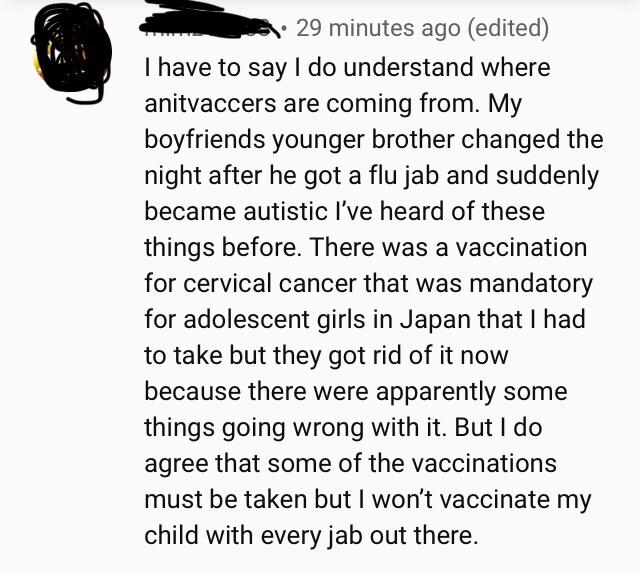 • 29 minutes ago (edited)
I have to say I do understand where
anitvaccers are coming from. My
boyfriends younger brother changed the
night after he got a flu jab and suddenly
became autistic I've heard of these
things before. There was a vaccination
for cervical cancer that was mandatory
for adolescent girls in Japan that I had
to take but they got rid of it now
because there were apparently some
things going wrong with it. But I do
agree that some of the vaccinations
must be taken but I won't vaccinate my
child with every jab out there.